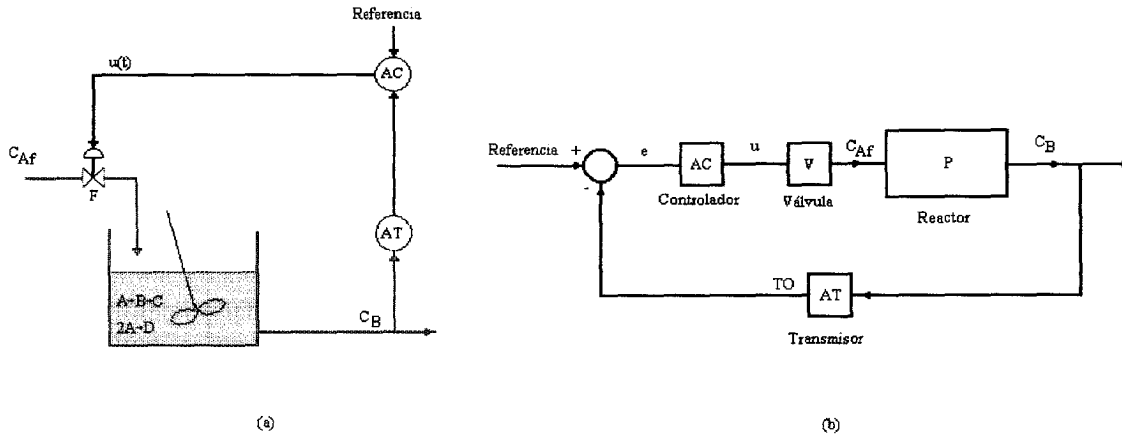 Referencia
u(t)
AC
C_Af
F
AT
A→B→C
2A→D
C_B
(a)
Referencia
+
-
e
AC
Controlador
u
V
Válvula
C_Af
P
Reactor
C_B
TO
AT
Transmisor
(b)